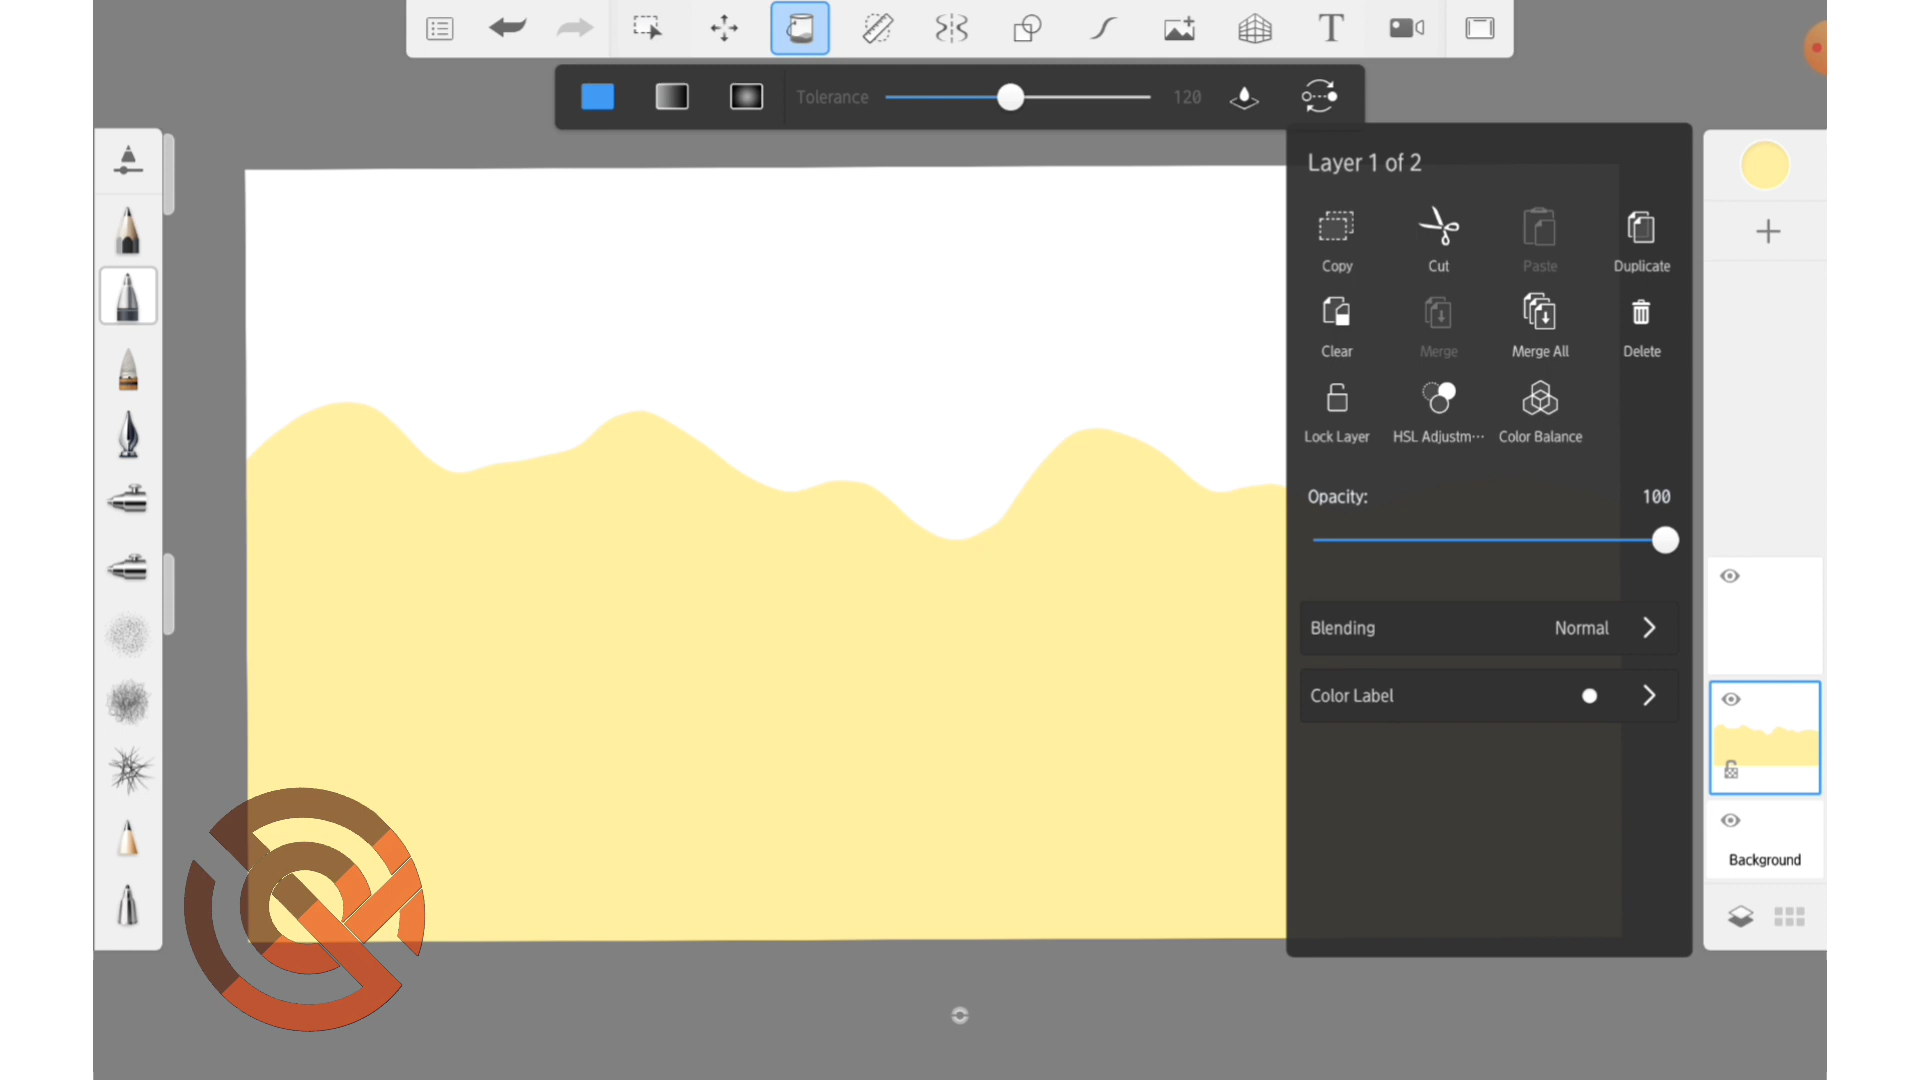 T
Tolerance 120
Layer 1 of 2
Copy Cut Paste Duplicate
Clear Merge Merge All Delete
Lock Layer HSL Adjustm··· Color Balance
Opacity: 100
Blending Normal
Color Label
Background